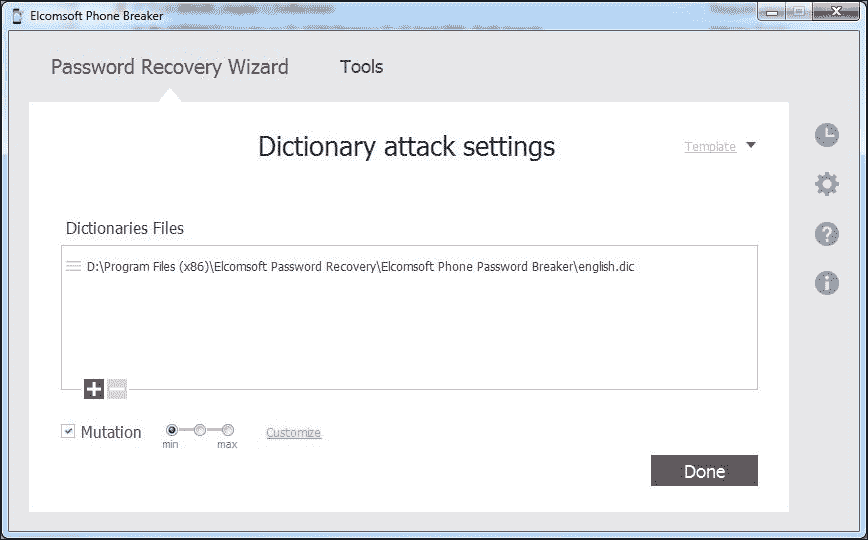 Elcomsoft Phone Breaker
Password Recovery Wizard
Tools
Dictionary attack settings
Template
Dictionaries Files
D:\Program Files (x86)\Elcomsoft Password Recovery\Elcomsoft Phone Password Breaker\english.dic
Mutation
min
max
Customize
Done